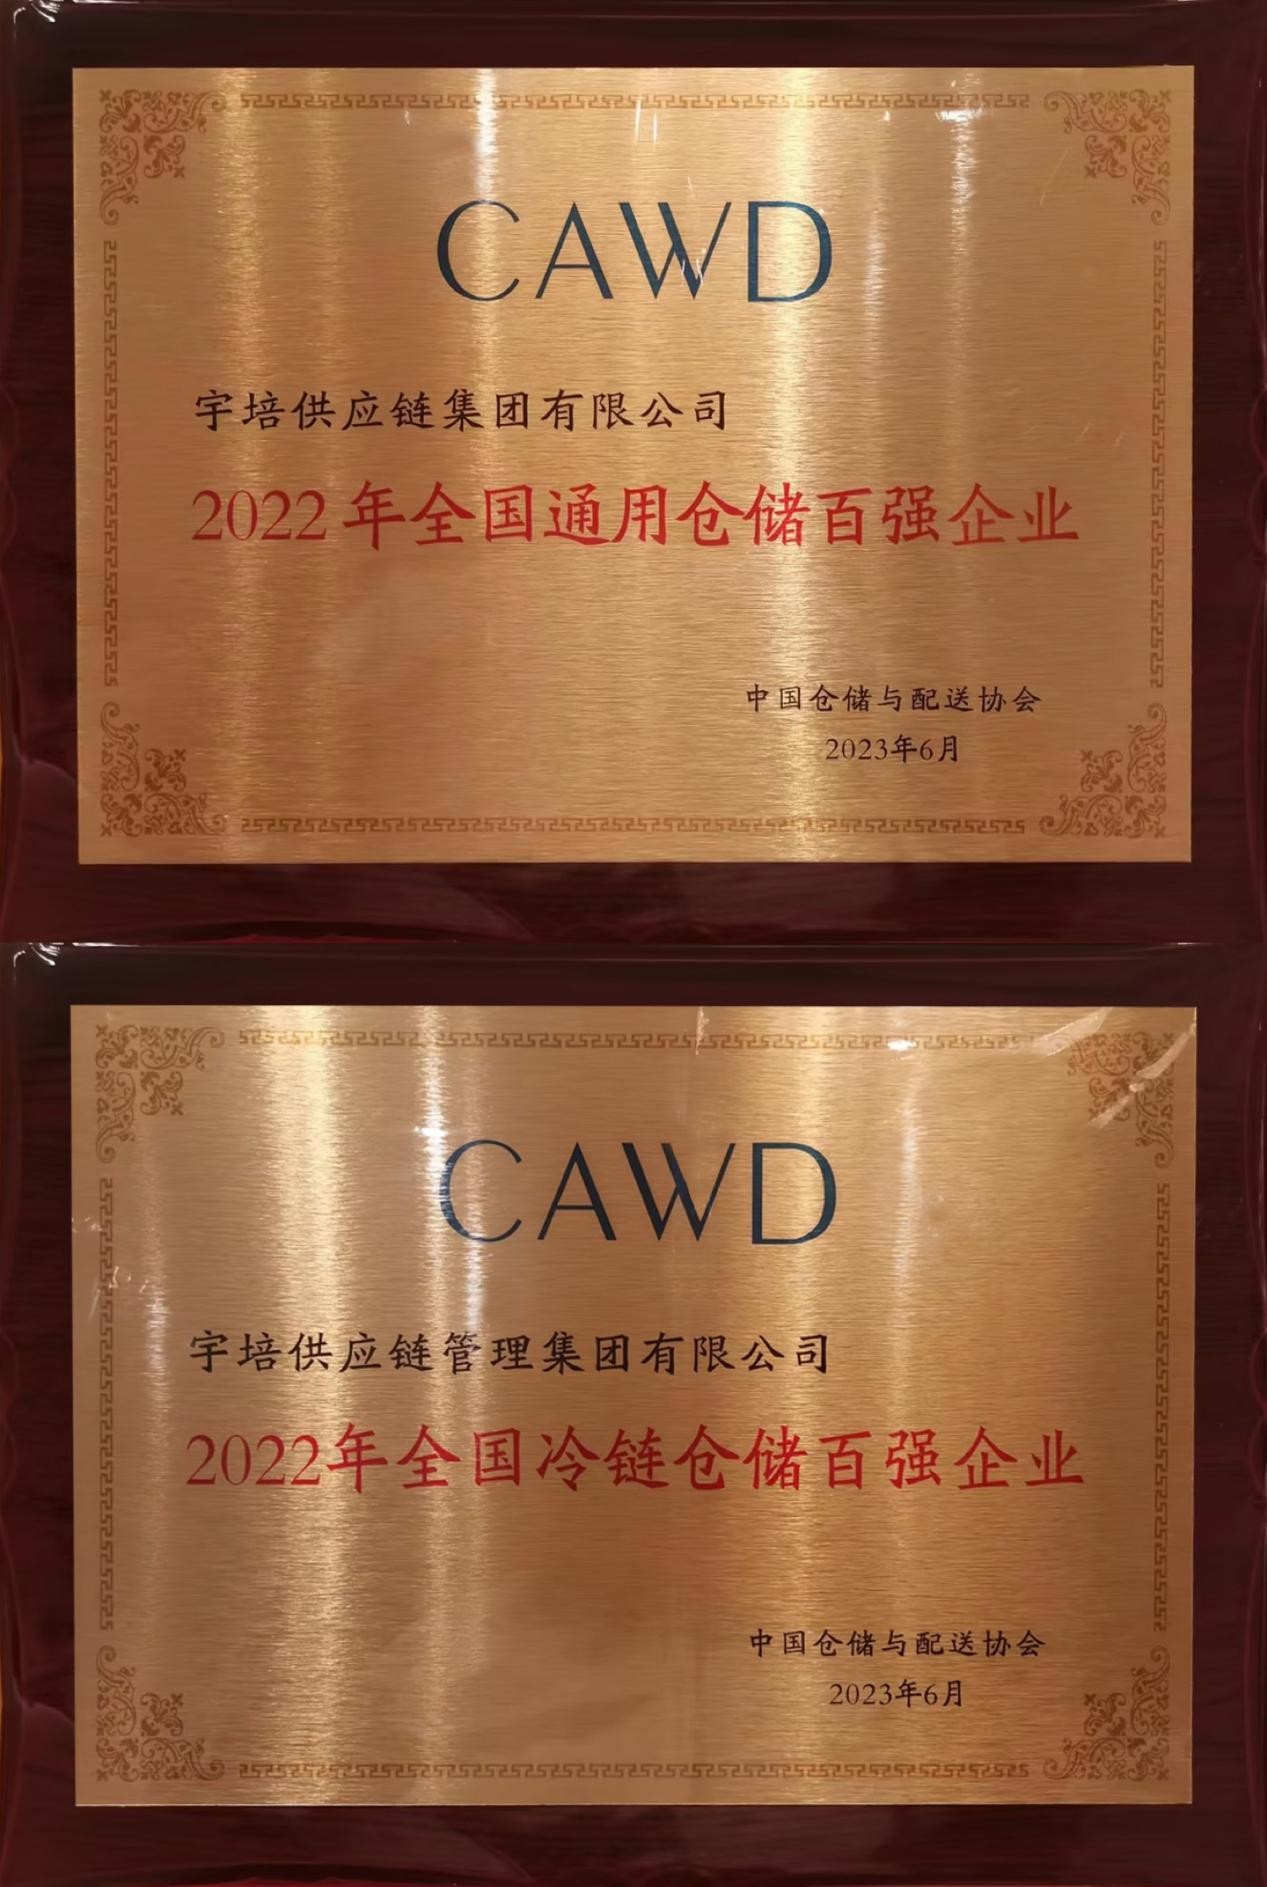 CAWD
宇培供应链集团有限公司
2022年全国通用仓储百强企业
中国仓储与配送协会
2023年6月
CAWD
宇培供应链管理集团有限公司
2022年全国冷链仓储百强企业
中国仓储与配送协会
2023年6月